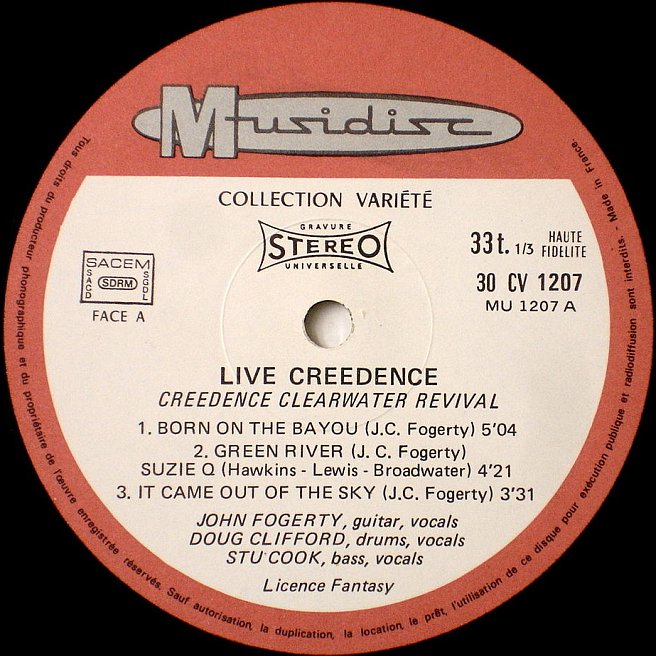 Musidisc
COLLECTION VARIÉTÉ
GRAVURE
STEREO
UNIVERSELLE
SACEM
SACD
SDRM
SGDL
FACE A
33t. 1/3 HAUTE FIDELITE
30 CV 1207
MU 1207 A
LIVE CREEDENCE
CREEDENCE CLEARWATER REVIVAL
1. BORN ON THE BAYOU (J.C. Fogerty) 5'04
2. GREEN RIVER (J. C. Fogerty)
SUZIE Q (Hawkins - Lewis - Broadwater) 4'21
3. IT CAME OUT OF THE SKY (J.C. Fogerty) 3'31
JOHN FOGERTY, guitar, vocals
DOUG CLIFFORD, drums, vocals
STU COOK, bass, vocals
Licence Fantasy
Tous droits du producteur phonographique et du propriétaire de l'œuvre enregistrée réservés. Sauf autorisation, la duplication, la location, le prêt, l'utilisation de ce disque pour exécution publique et radiodiffusion sont interdits. - Made in France.